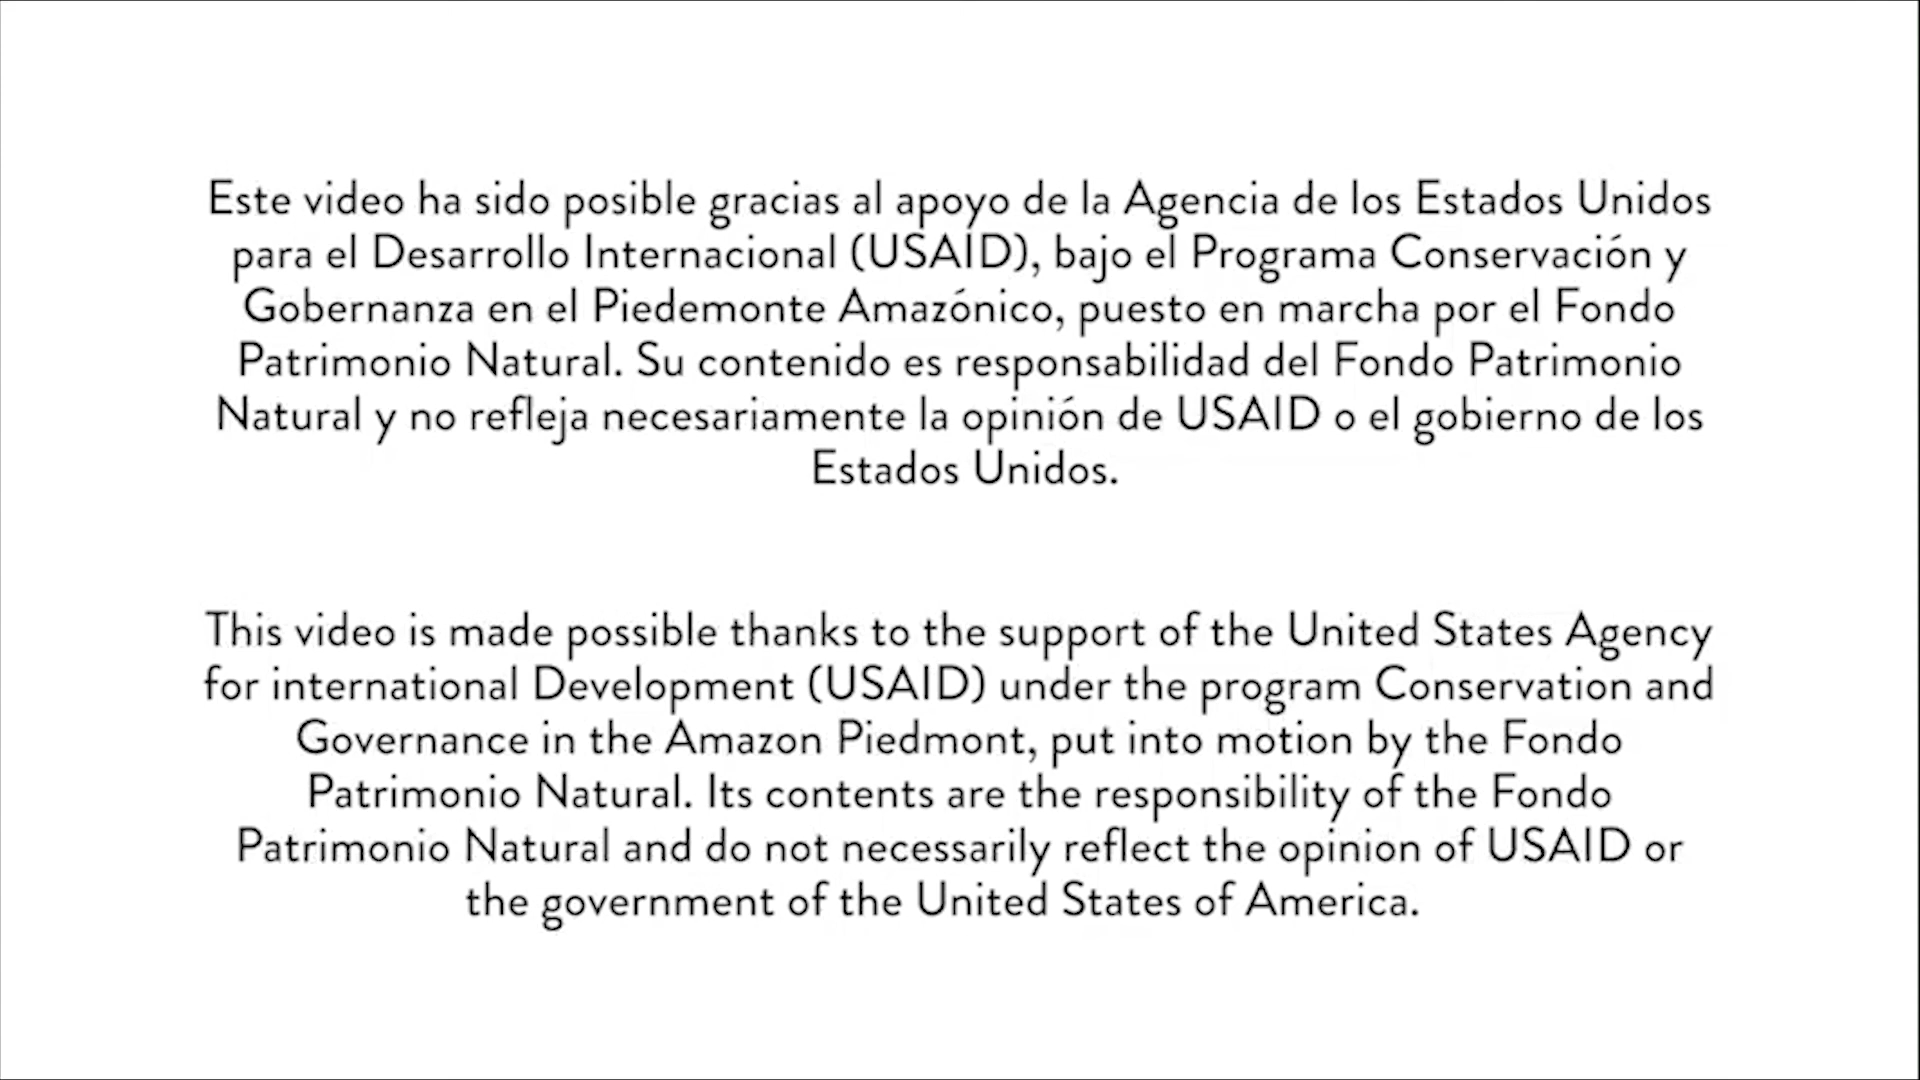 Este video ha sido posible gracias al apoyo de la Agencia de los Estados Unidos
para el Desarrollo Internacional (USAID), bajo el Programa Conservación y
Gobernanza en el Piedemonte Amazónico, puesto en marcha por el Fondo
Patrimonio Natural. Su contenido es responsabilidad del Fondo Patrimonio
Natural y no refleja necesariamente la opinión de USAID o el gobierno de los
Estados Unidos.
This video is made possible thanks to the support of the United States Agency
for international Development (USAID) under the program Conservation and
Governance in the Amazon Piedmont, put into motion by the Fondo
Patrimonio Natural. Its contents are the responsibility of the Fondo
Patrimonio Natural and do not necessarily reflect the opinion of USAID or
the government of the United States of America.